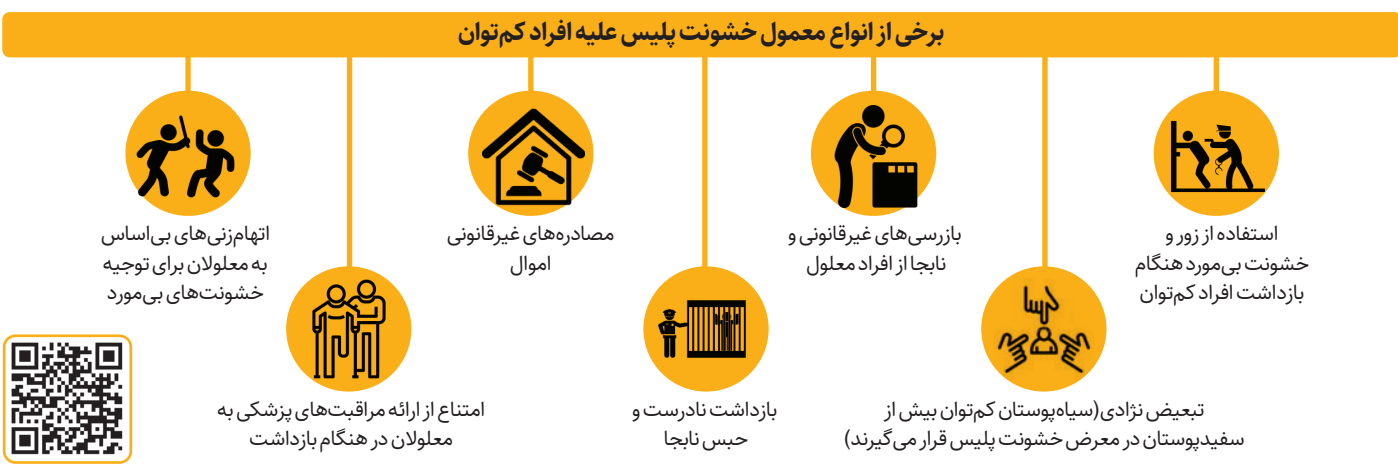 برخی از انواع معمول خشونت پلیس علیه افراد کم‌توان
استفاده از زور و
خشونت بی‌مورد هنگام
بازداشت افراد کم‌توان
تبعیض نژادی(سیاه‌پوستان کم‌توان بیش از
سفیدپوستان در معرض خشونت پلیس قرار می‌گیرند)
بازرسی‌های غیرقانونی و
نابجا از افراد معلول
بازداشت نادرست و
حبس نابجا
مصادره‌های غیرقانونی
اموال
امتناع از ارائه مراقبت‌های پزشکی به
معلولان در هنگام بازداشت
اتهام‌زنی‌های بی‌اساس
به معلولان برای توجیه
خشونت‌های بی‌مورد